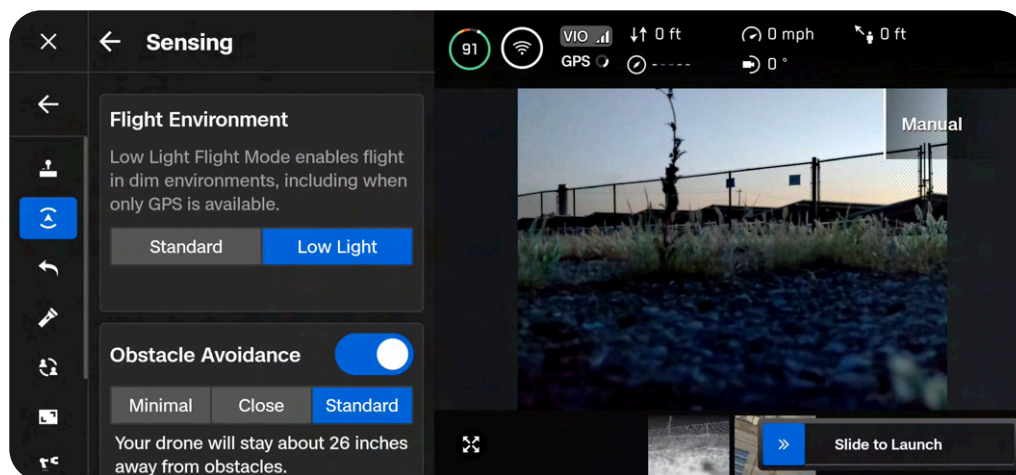 Sensing
Flight Environment
Low Light Flight Mode enables flight
in dim environments, including when
only GPS is available.
Standard Low Light
Obstacle Avoidance
Minimal Close Standard
Your drone will stay about 26 inches
away from obstacles.
91 VIO 0 ft 0 mph 0 ft
GPS ----- 0 °
Manual
Slide to Launch